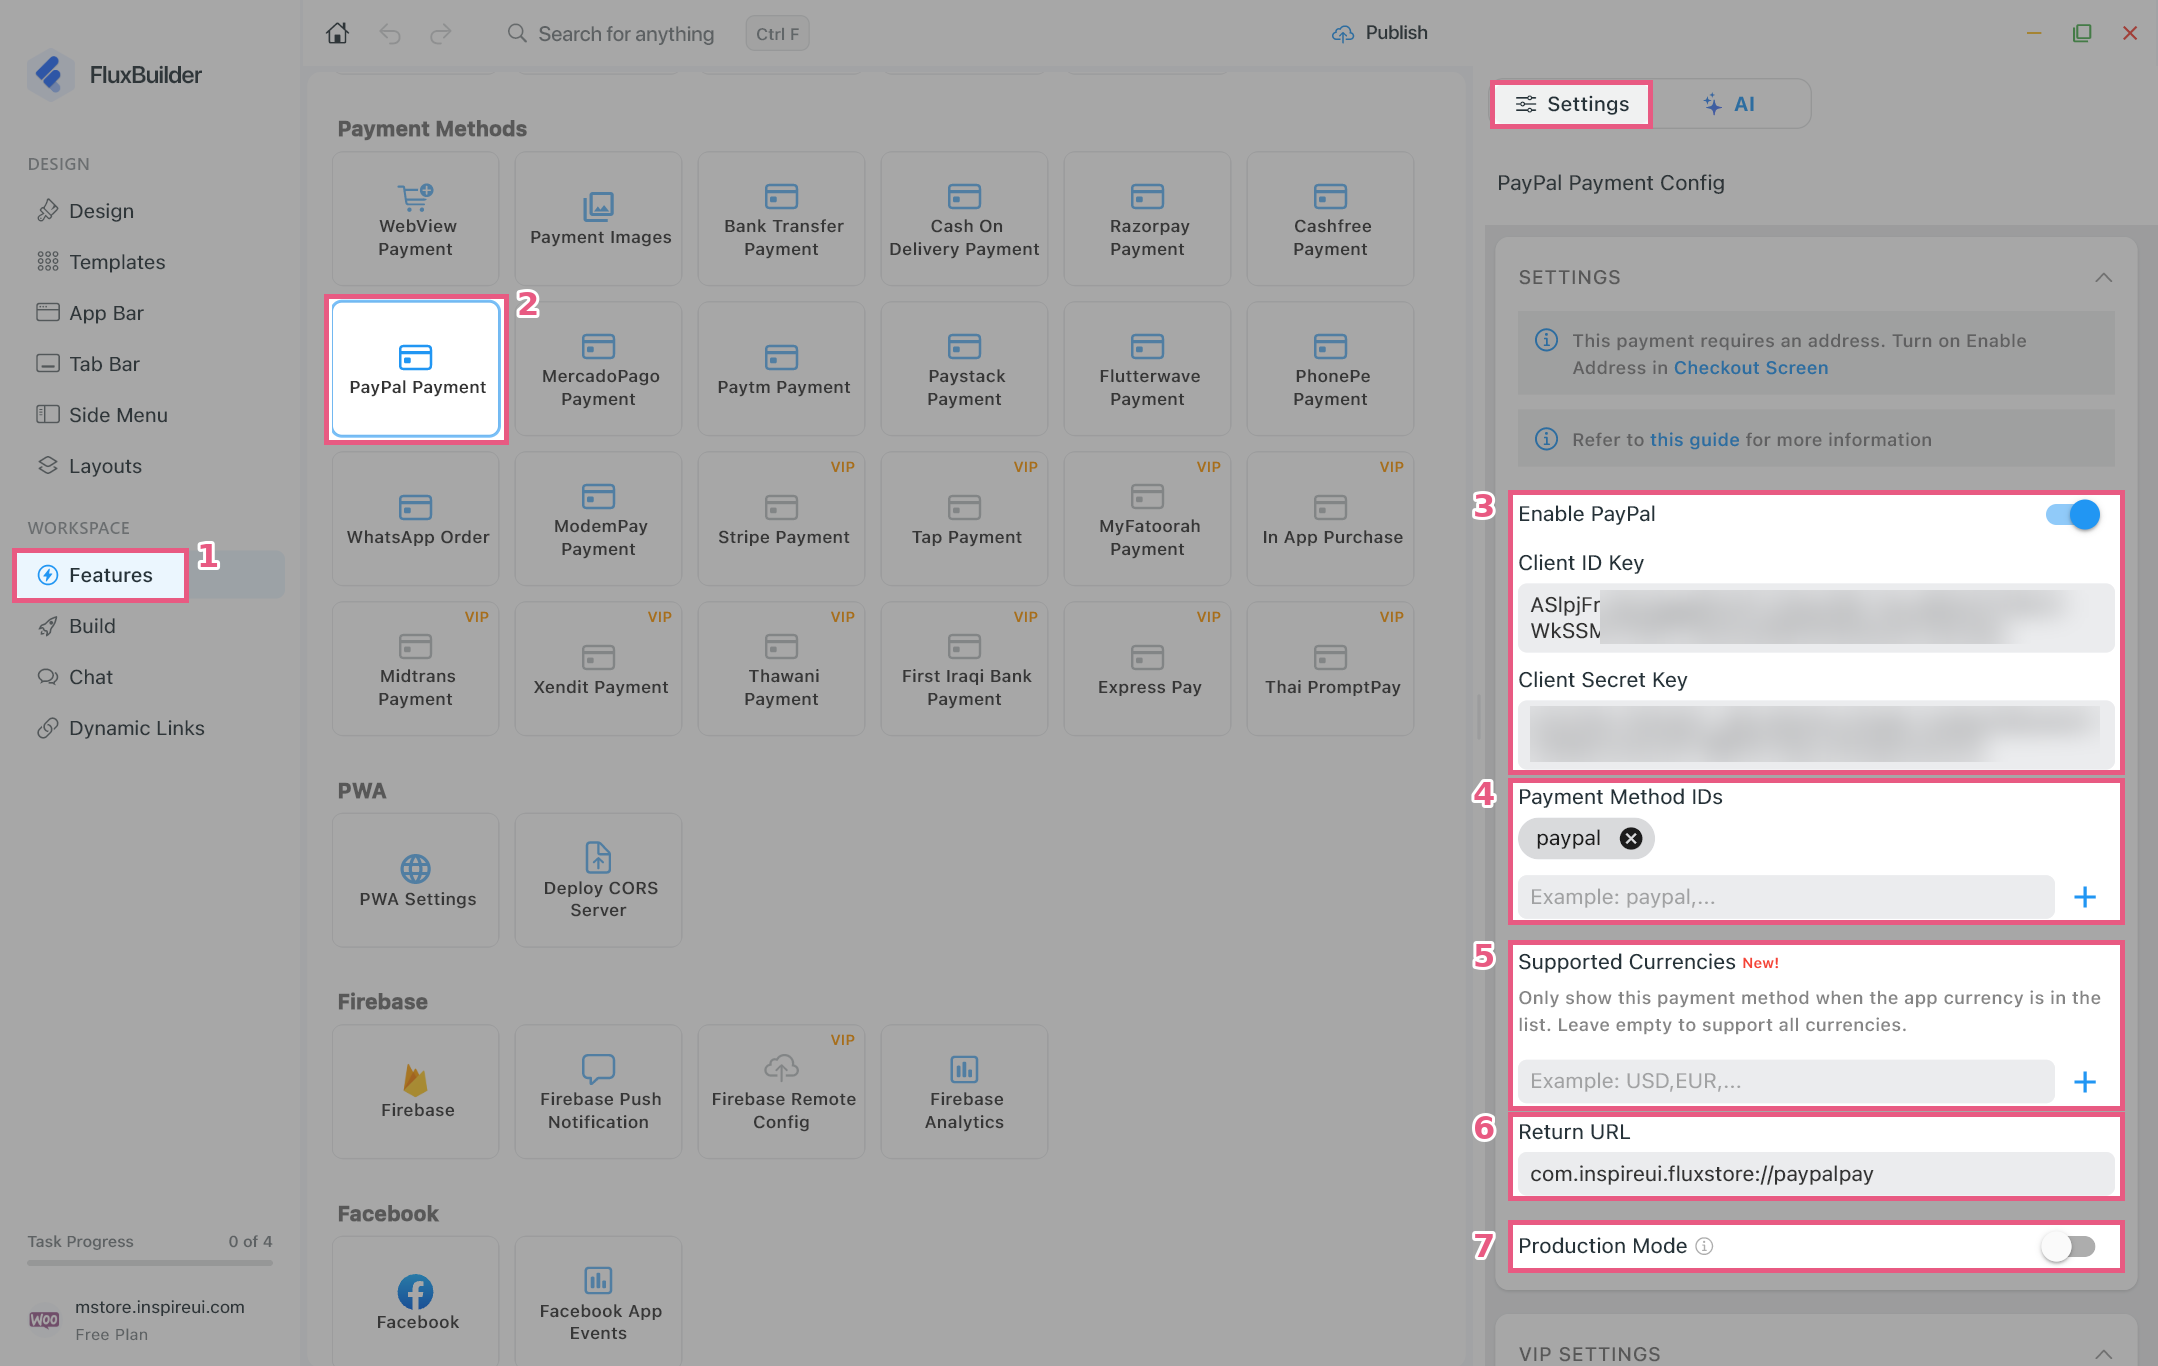 FluxBuilder
Search for anything
Ctrl F
Publish
DESIGN
Design
Templates
App Bar
Tab Bar
Side Menu
Layouts
WORKSPACE
Features
1
Build
Chat
Dynamic Links
Task Progress
0 of 4
WOO
mstore.inspireui.com
Free Plan
Payment Methods
WebView
Payment
Payment Images
Bank Transfer
Payment
Cash On
Delivery Payment
Razorpay
Payment
Cashfree
Payment
PayPal Payment
2
MercadoPago
Payment
Paytm Payment
Paystack
Payment
Flutterwave
Payment
PhonePe
Payment
WhatsApp Order
ModemPay
Payment
VIP
Stripe Payment
VIP
Tap Payment
VIP
MyFatoorah
Payment
VIP
In App Purchase
VIP
Midtrans
Payment
VIP
Xendit Payment
VIP
Thawani
Payment
VIP
First Iraqi Bank
Payment
VIP
Express Pay
VIP
Thai PromptPay
PWA
PWA Settings
Deploy CORS
Server
Firebase
Firebase
Firebase Push
Notification
VIP
Firebase Remote
Config
Firebase
Analytics
Facebook
Facebook
Facebook App
Events
Settings
AI
PayPal Payment Config
SETTINGS
This payment requires an address. Turn on Enable
Address in Checkout Screen
Refer to this guide for more information
3
Enable PayPal
Client ID Key
ASlpjFr
WkSSM
Client Secret Key
4
Payment Method IDs
paypal
Example: paypal,...
5
Supported Currencies New!
Only show this payment method when the app currency is in the
list. Leave empty to support all currencies.
Example: USD,EUR,...
6
Return URL
com.inspireui.fluxstore://paypalpay
7
Production Mode
VIP SETTINGS